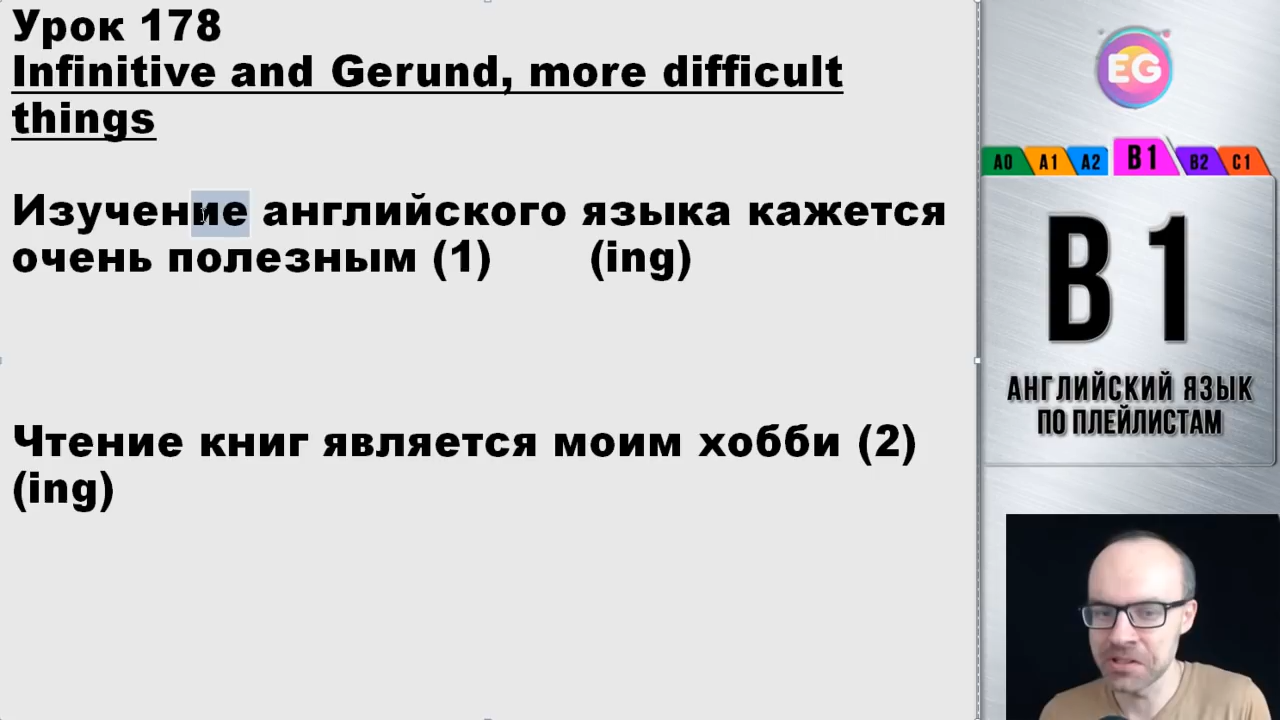 Урок 178
Infinitive and Gerund, more difficult
things
Изучение английского языка кажется
очень полезным (1) (ing)
Чтение книг является моим хобби (2)
(ing)
EG
A0 A1 A2 B1 B2 C1
B1
АНГЛИЙСКИЙ ЯЗЫК
ПО ПЛЕЙЛИСТАМ